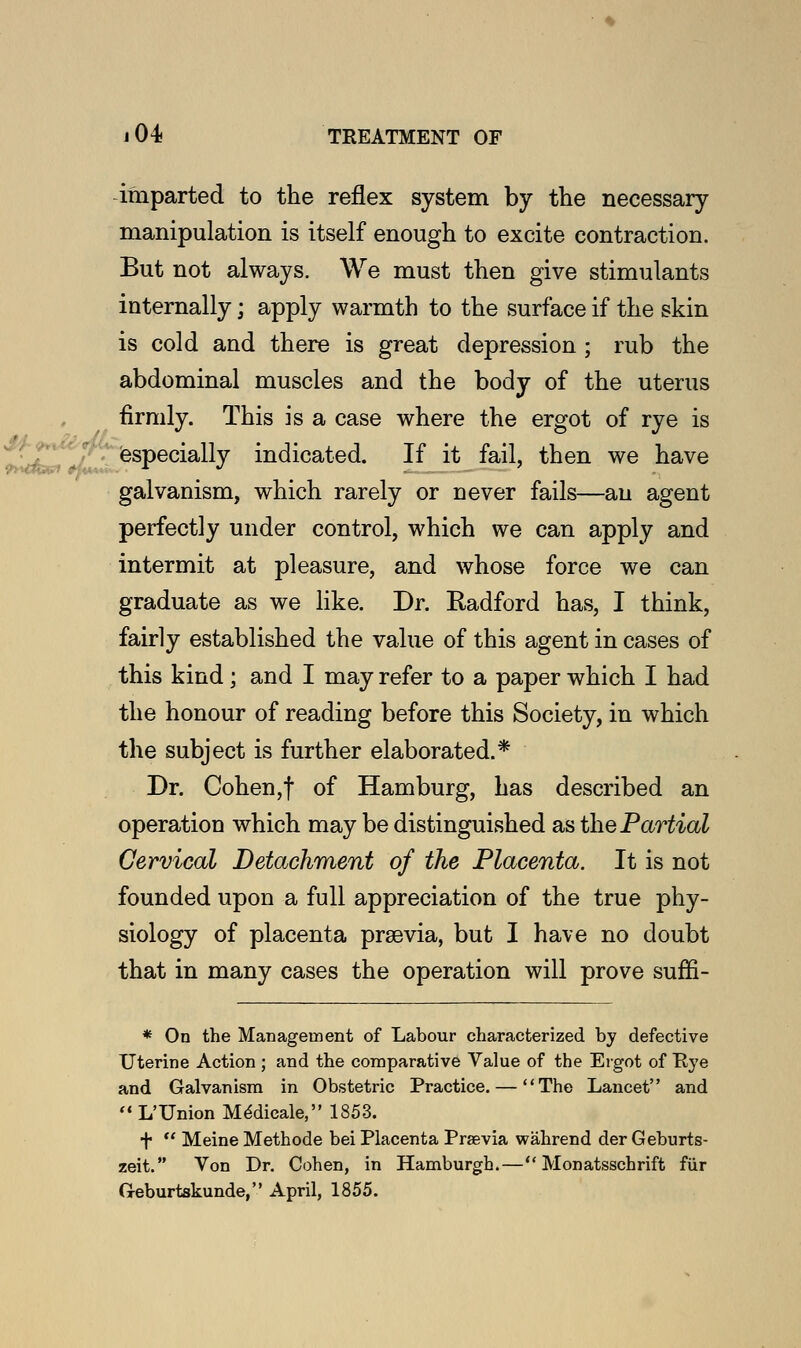 104 TREATMENT OF
imparted to the reflex system by the necessary
manipulation is itself enough to excite contraction.
But not always. We must then give stimulants
internally; apply warmth to the surface if the skin
is cold and there is great depression ; rub the
abdominal muscles and the body of the uterus
firmly. This is a case where the ergot of rye is
especially indicated. If it fail, then we have
galvanism, which rarely or never fails—an agent
perfectly under control, which we can apply and
intermit at pleasure, and whose force we can
graduate as we like. Dr. Radford has, I think,
fairly established the value of this agent in cases of
this kind; and I may refer to a paper which I had
the honour of reading before this Society, in which
the subject is further elaborated.*
Dr. Cohen,† of Hamburg, has described an
operation which may be distinguished as the Partial
Cervical Detachment of the Placenta. It is not
founded upon a full appreciation of the true phy-
siology of placenta prævia, but I have no doubt
that in many cases the operation will prove suffi-
* On the Management of Labour characterized by defective
Uterine Action ; and the comparative Value of the Ergot of Rye
and Galvanism in Obstetric Practice. — "The Lancet" and
"L'Union Médicale," 1853.
† "Meine Methode bei Placenta Prævia während der Geburts-
zeit." Von Dr. Cohen, in Hamburgh.—"Monatsschrift für
Geburtskunde," April, 1855.